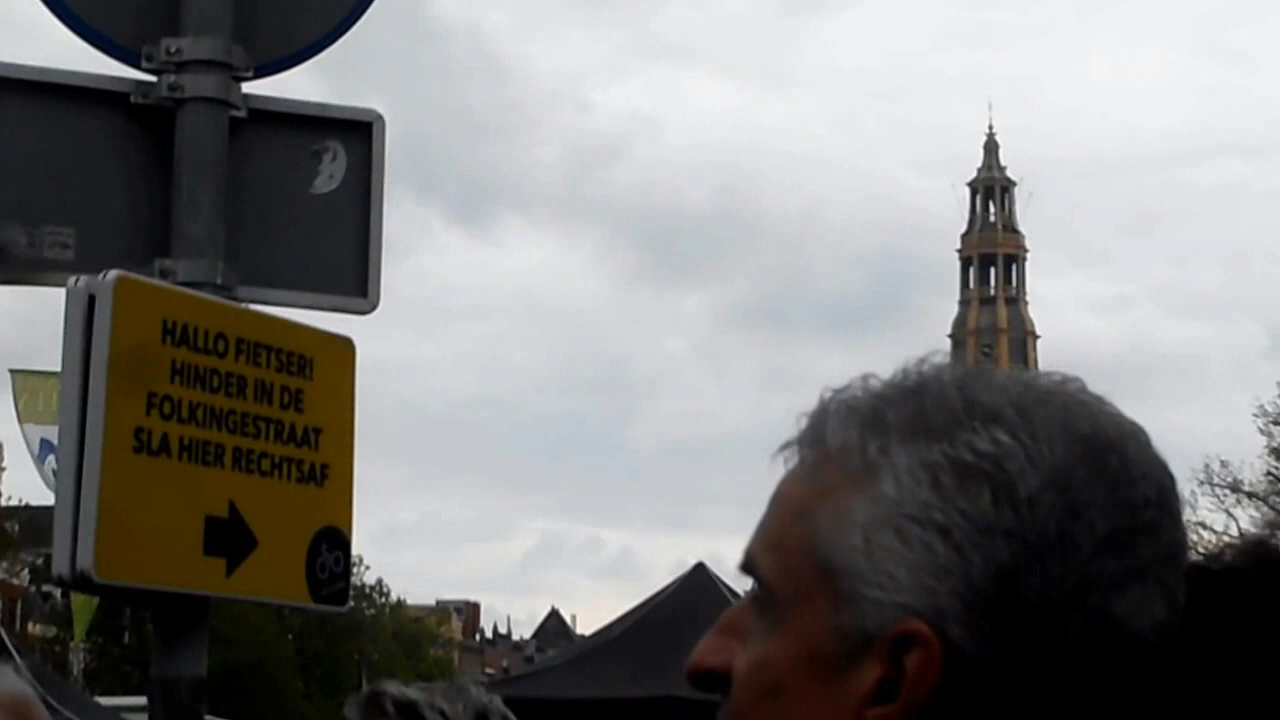 HALLO FIETSER!
HINDER IN DE
FOLKINGESTRAAT
SLA HIER RECHTSAF